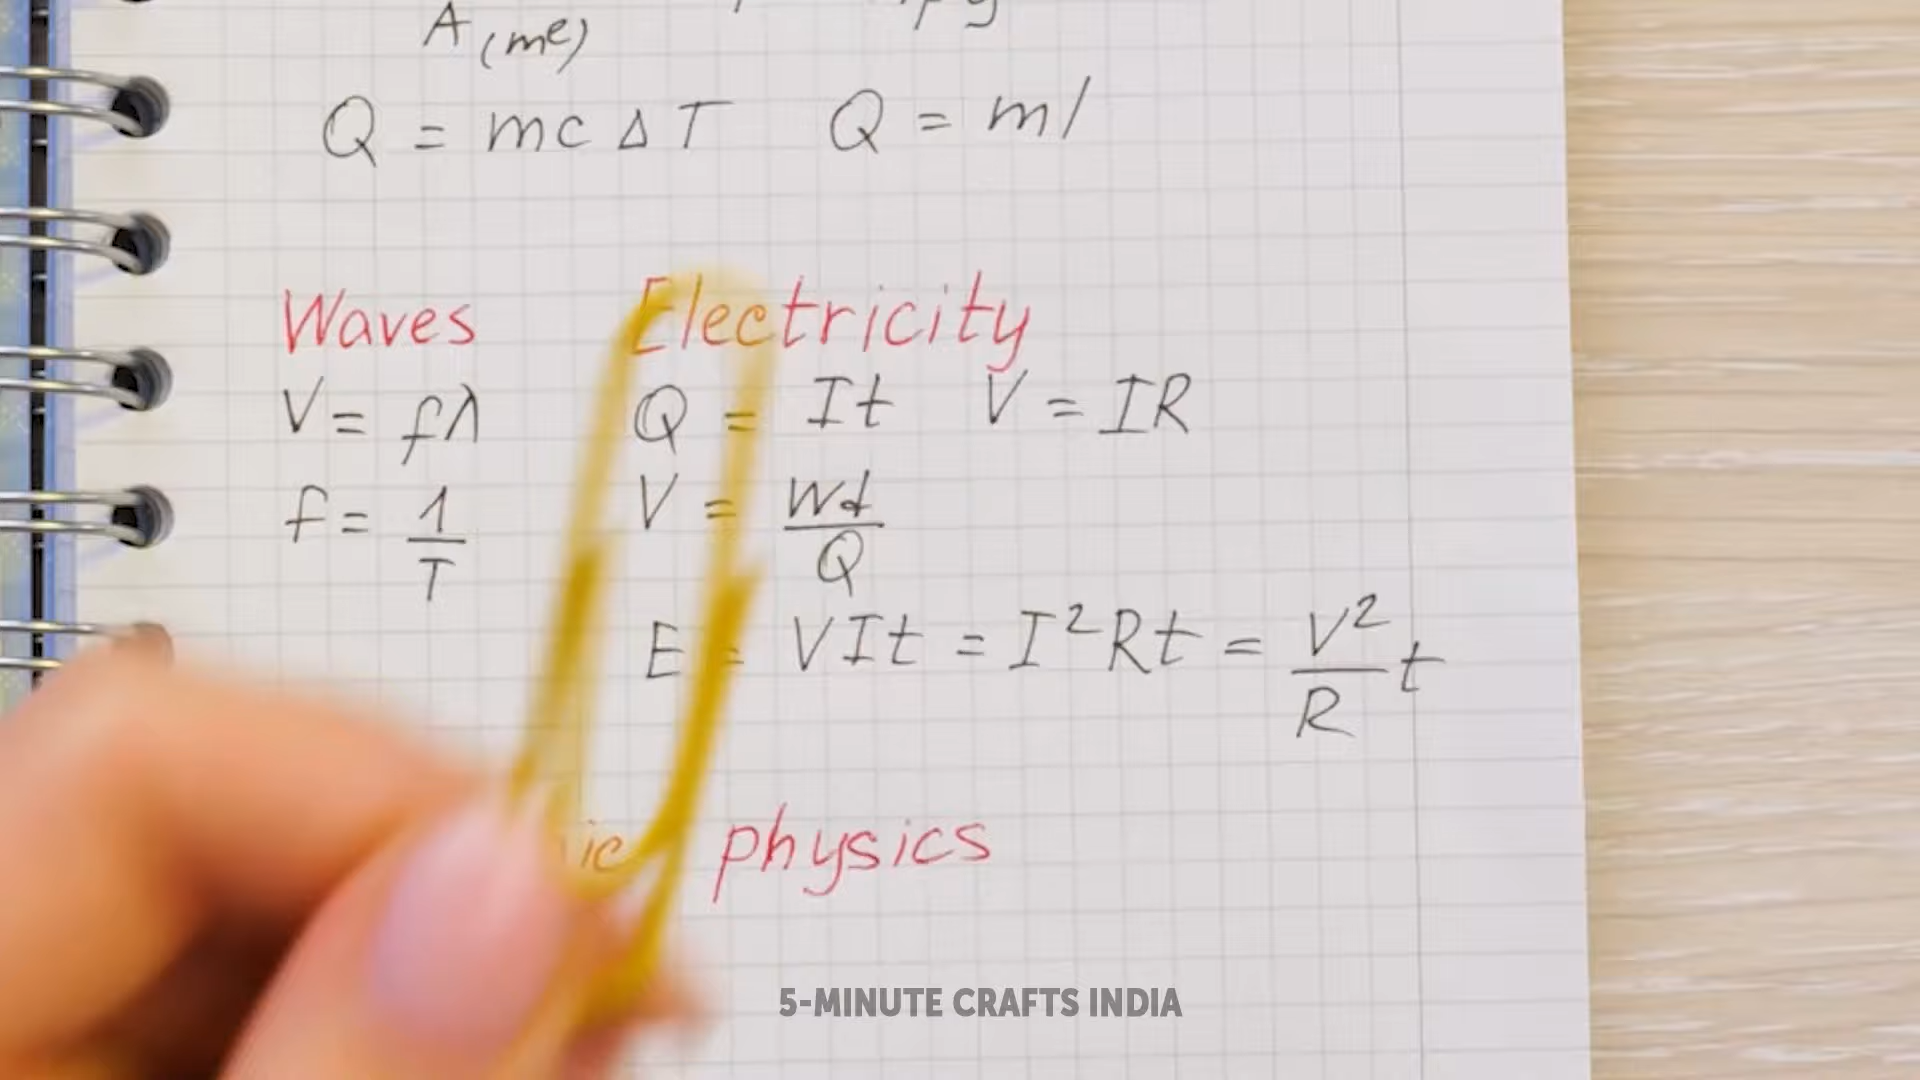 A(me)
Q = mcΔT Q = ml
Waves Electricity
V = fλ Q = It V = IR
f = 1/T V = Wd/Q
E = VIt = I²Rt = V²/R t
physics
5-MINUTE CRAFTS INDIA